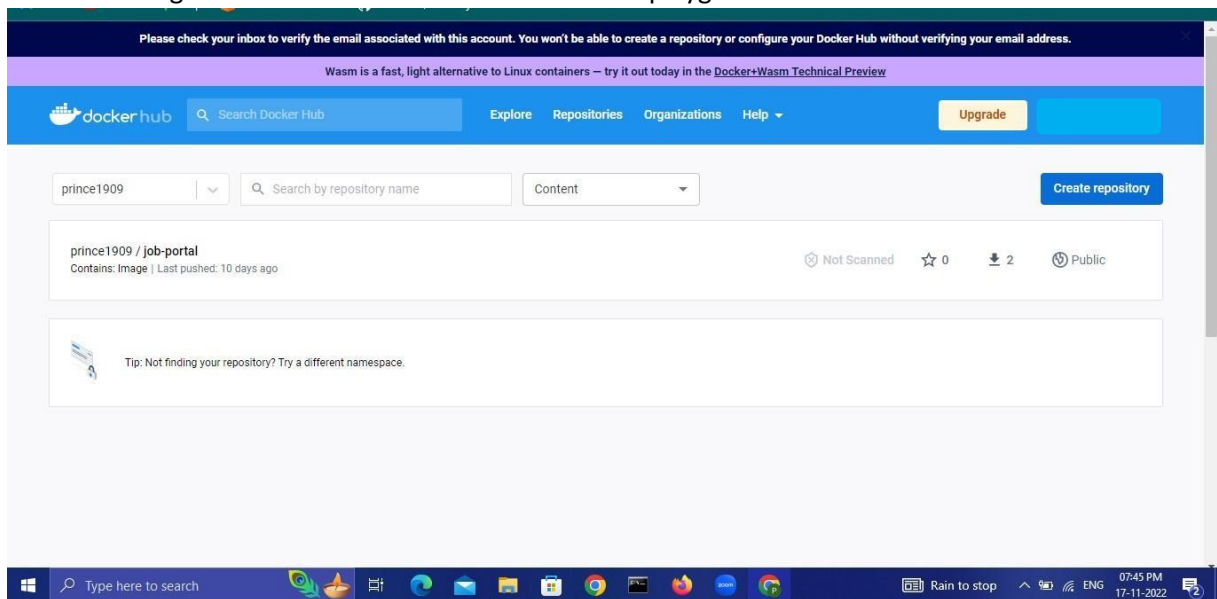 Please check your inbox to verify the email associated with this account. You won't be able to create a repository or configure your Docker Hub without verifying your email address.
Wasm is a fast, light alternative to Linux containers — try it out today in the Docker+Wasm Technical Preview
dockerhub Search Docker Hub Explore Repositories Organizations Help Upgrade
prince1909 Search by repository name Content Create repository
prince1909 / job-portal
Contains: Image | Last pushed: 10 days ago
Not Scanned 0 2 Public
Tip: Not finding your repository? Try a different namespace.
Type here to search zoom Rain to stop ENG 07:45 PM
17-11-2022 2